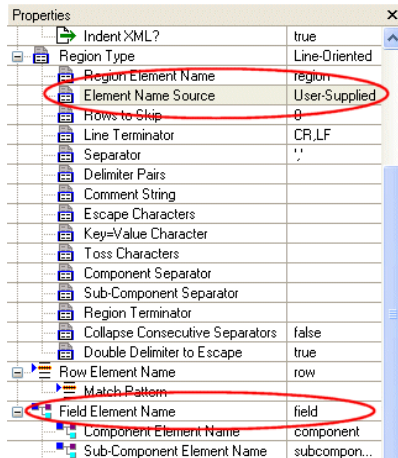 Properties
Indent XML? true
Region Type Line-Oriented
Region Element Name region
Element Name Source User-Supplied
Rows to Skip 0
Line Terminator CR,LF
Separator ','
Delimiter Pairs
Comment String
Escape Characters
Key=Value Character
Toss Characters
Component Separator
Sub-Component Separator
Region Terminator
Collapse Consecutive Separators false
Double Delimiter to Escape true
Row Element Name row
Match Pattern
Field Element Name field
Component Element Name component
Sub-Component Element Name subcompon...